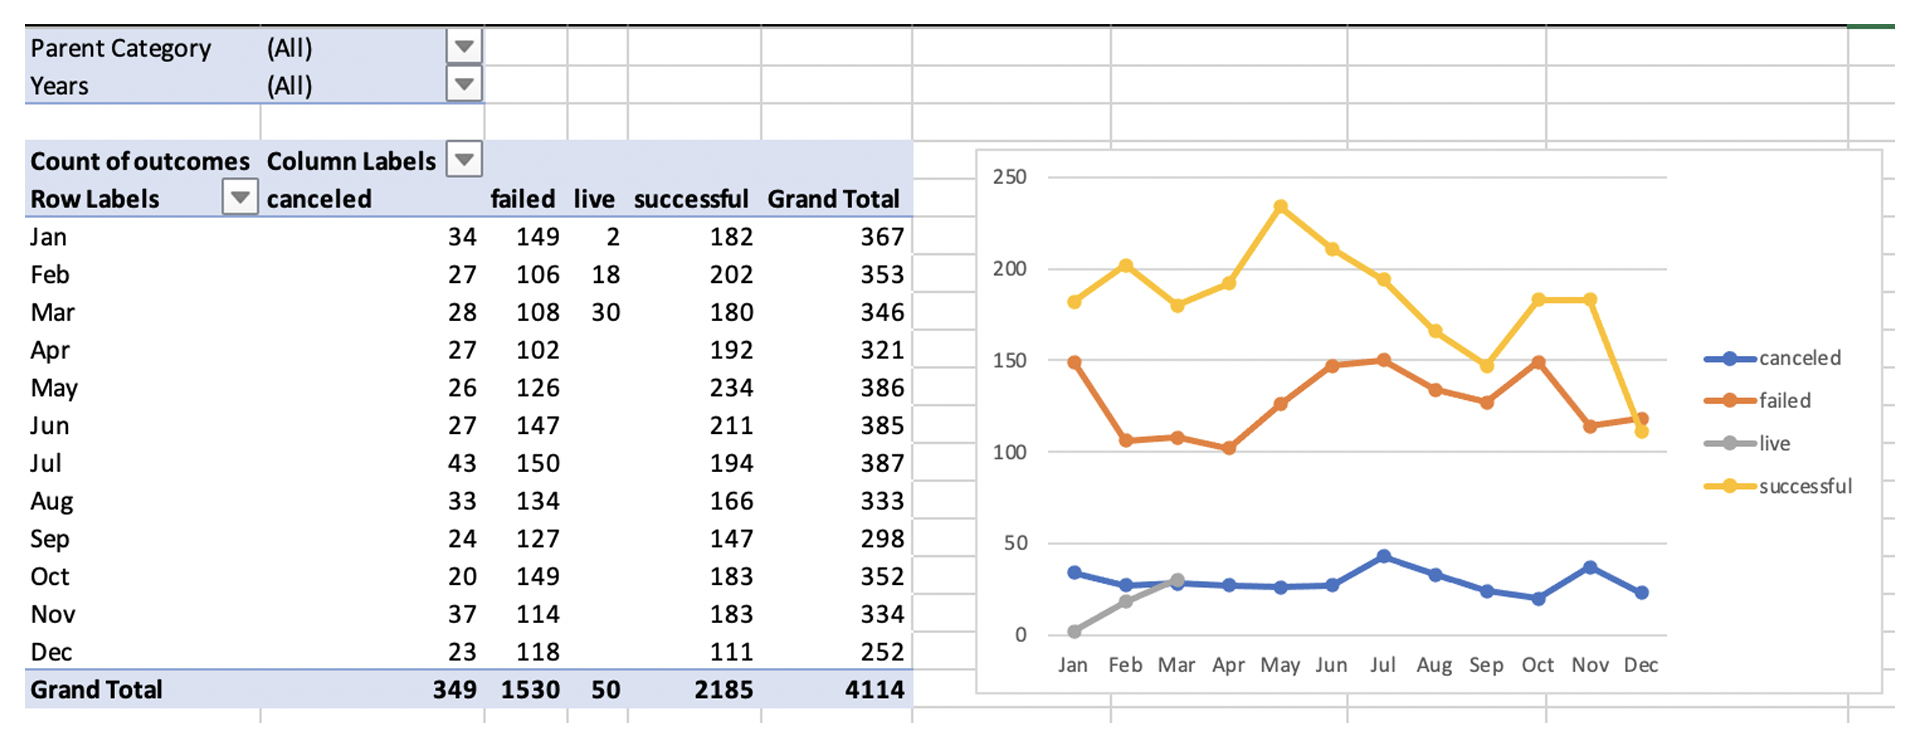 Parent Category (All)
Years (All)
Count of outcomes Column Labels
Row Labels canceled failed live successful Grand Total
Jan 34 149 2 182 367
Feb 27 106 18 202 353
Mar 28 108 30 180 346
Apr 27 102 192 321
May 26 126 234 386
Jun 27 147 211 385
Jul 43 150 194 387
Aug 33 134 166 333
Sep 24 127 147 298
Oct 20 149 183 352
Nov 37 114 183 334
Dec 23 118 111 252
Grand Total 349 1530 50 2185 4114
250
200
150
100
50
0
Jan Feb Mar Apr May Jun Jul Aug Sep Oct Nov Dec
canceled
failed
live
successful